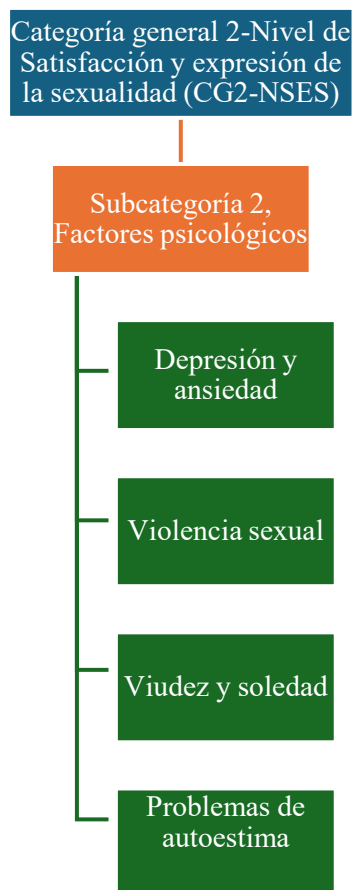 Categoría general 2-Nivel de
Satisfacción y expresión de
la sexualidad (CG2-NSES)
Subcategoría 2,
Factores psicológicos
Depresión y
ansiedad
Violencia sexual
Viudez y soledad
Problemas de
autoestima